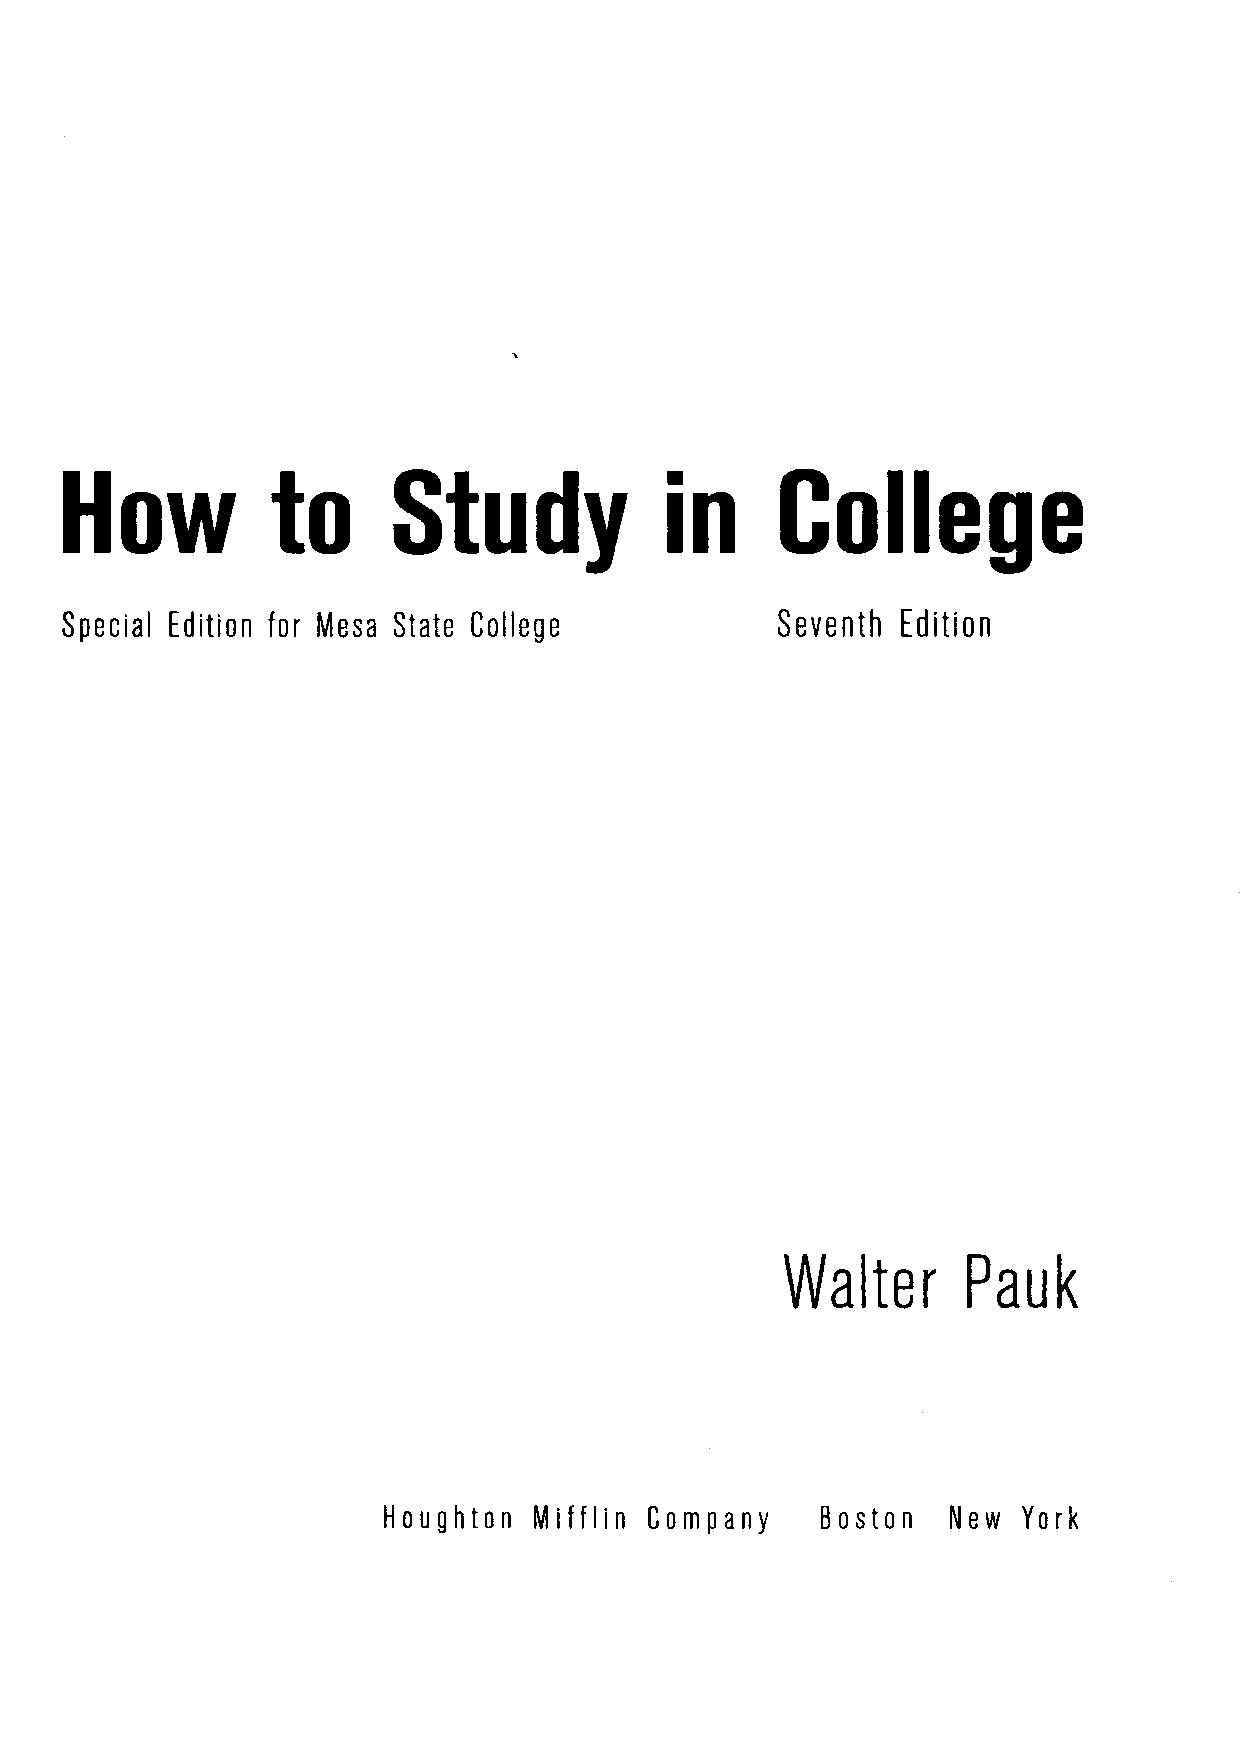 How to Study in College
Special Edition for Mesa State College Seventh Edition
Walter Pauk
Houghton Mifflin Company Boston New York